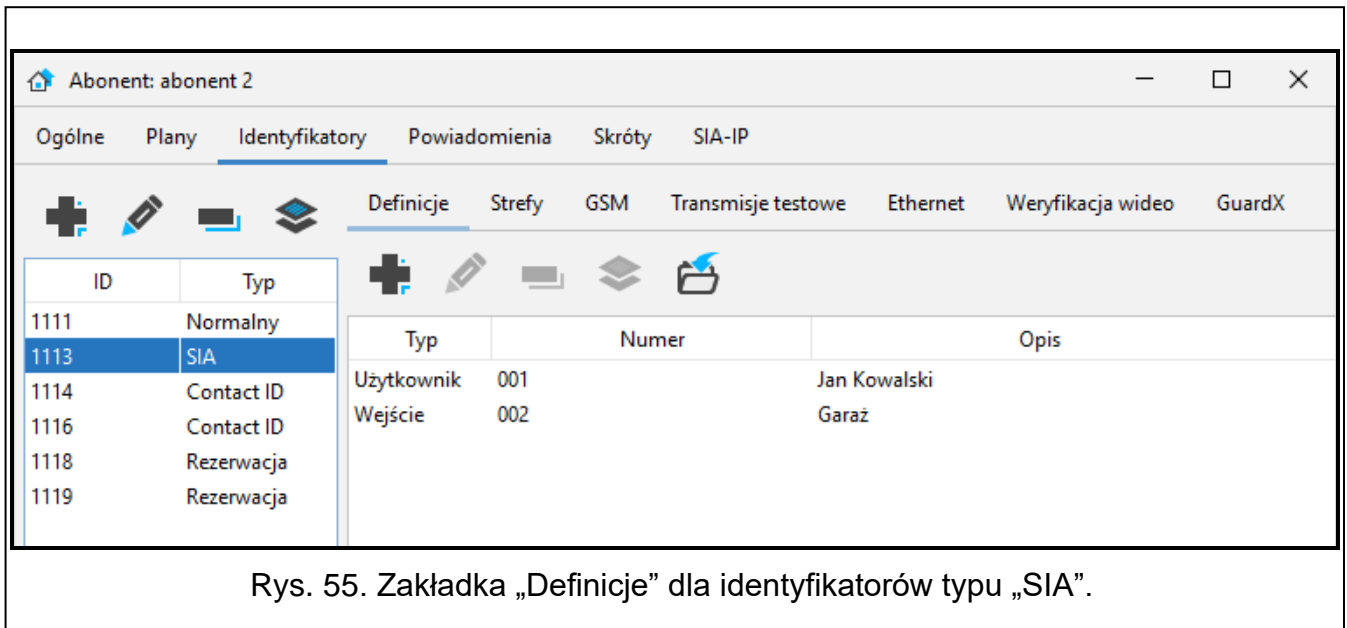 Abonent: abonent 2
Ogólne Plany Identyfikatory Powiadomienia Skróty SIA-IP
Definicje Strefy GSM Transmisje testowe Ethernet Weryfikacja wideo GuardX
ID Typ
1111 Normalny
1113 SIA
1114 Contact ID
1116 Contact ID
1118 Rezerwacja
1119 Rezerwacja
Typ Numer Opis
Użytkownik 001 Jan Kowalski
Wejście 002 Garaż
Rys. 55. Zakładka „Definicje” dla identyfikatorów typu „SIA”.